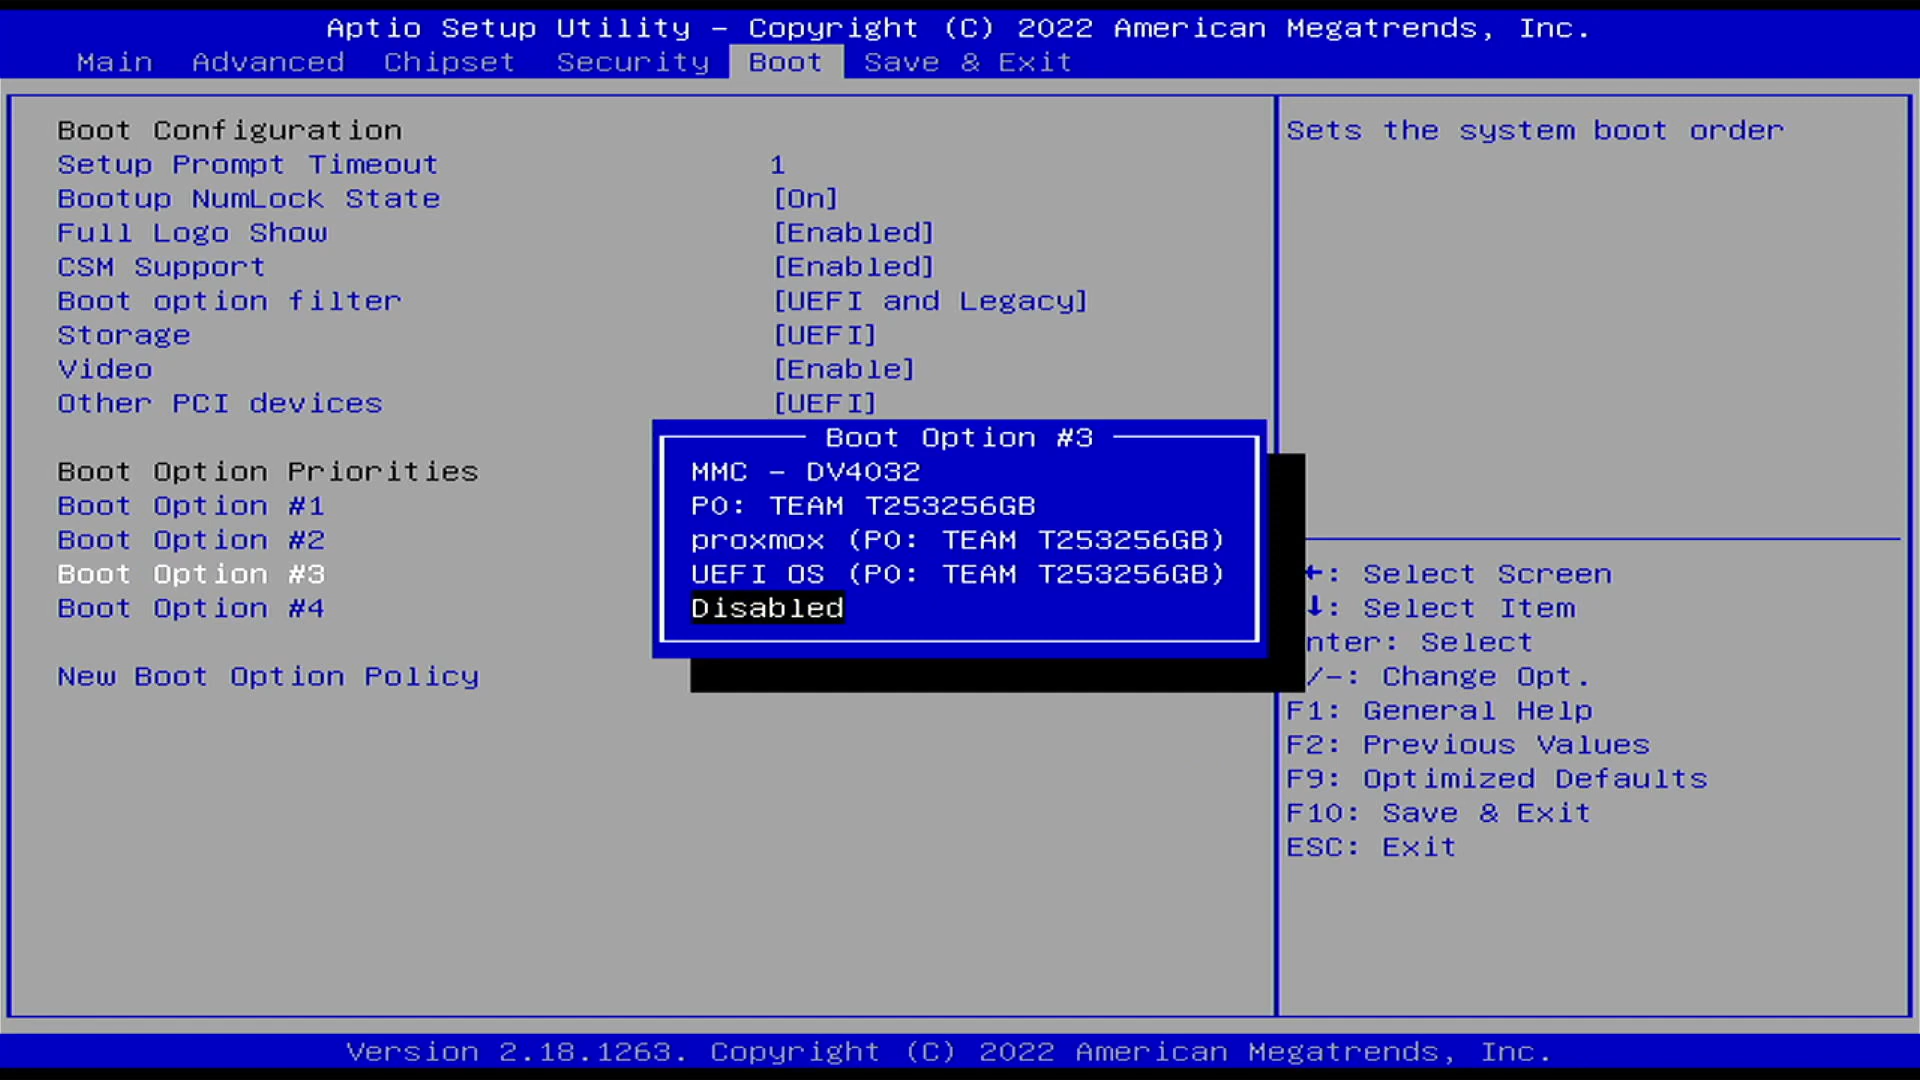 Aptio Setup Utility – Copyright (C) 2022 American Megatrends, Inc.
Main Advanced Chipset Security Boot Save & Exit
Boot Configuration
Setup Prompt Timeout 1
Bootup NumLock State [On]
Full Logo Show [Enabled]
CSM Support [Enabled]
Boot option filter [UEFI and Legacy]
Storage [UEFI]
Video [Enable]
Other PCI devices [UEFI]
Boot Option Priorities
Boot Option #1
Boot Option #2
Boot Option #3
Boot Option #4
New Boot Option Policy
Boot Option #3
MMC – DV4032
P0: TEAM T253256GB
proxmox (P0: TEAM T253256GB)
UEFI OS (P0: TEAM T253256GB)
Disabled
Sets the system boot order
←: Select Screen
↓: Select Item
nter: Select
/-: Change Opt.
F1: General Help
F2: Previous Values
F9: Optimized Defaults
F10: Save & Exit
ESC: Exit
Version 2.18.1263. Copyright (C) 2022 American Megatrends, Inc.